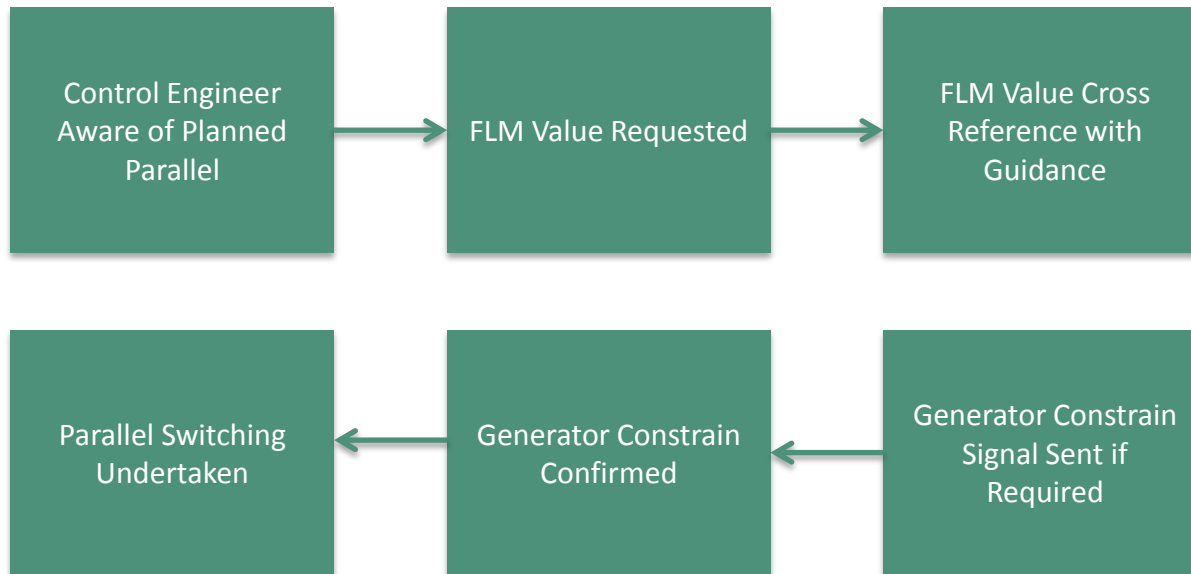 Control Engineer
Aware of Planned
Parallel
FLM Value Requested
FLM Value Cross
Reference with
Guidance
Parallel Switching
Undertaken
Generator Constrain
Confirmed
Generator Constrain
Signal Sent if
Required